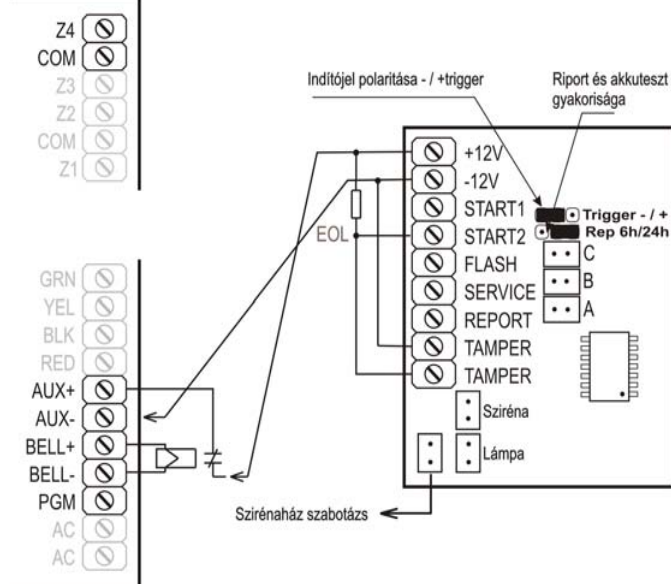 Z4
COM
Z3
Z2
COM
Z1
GRN
YEL
BLK
RED
AUX+
AUX-
BELL+
BELL-
PGM
AC
AC
Indítójel polaritása - / +trigger
Riport és akkuteszt
gyakorisága
+12V
-12V
START1
START2
FLASH
SERVICE
REPORT
TAMPER
TAMPER
EOL
Trigger - / +
Rep 6h/24h
C
B
A
Sziréna
Lámpa
Szirénaház szabotázs